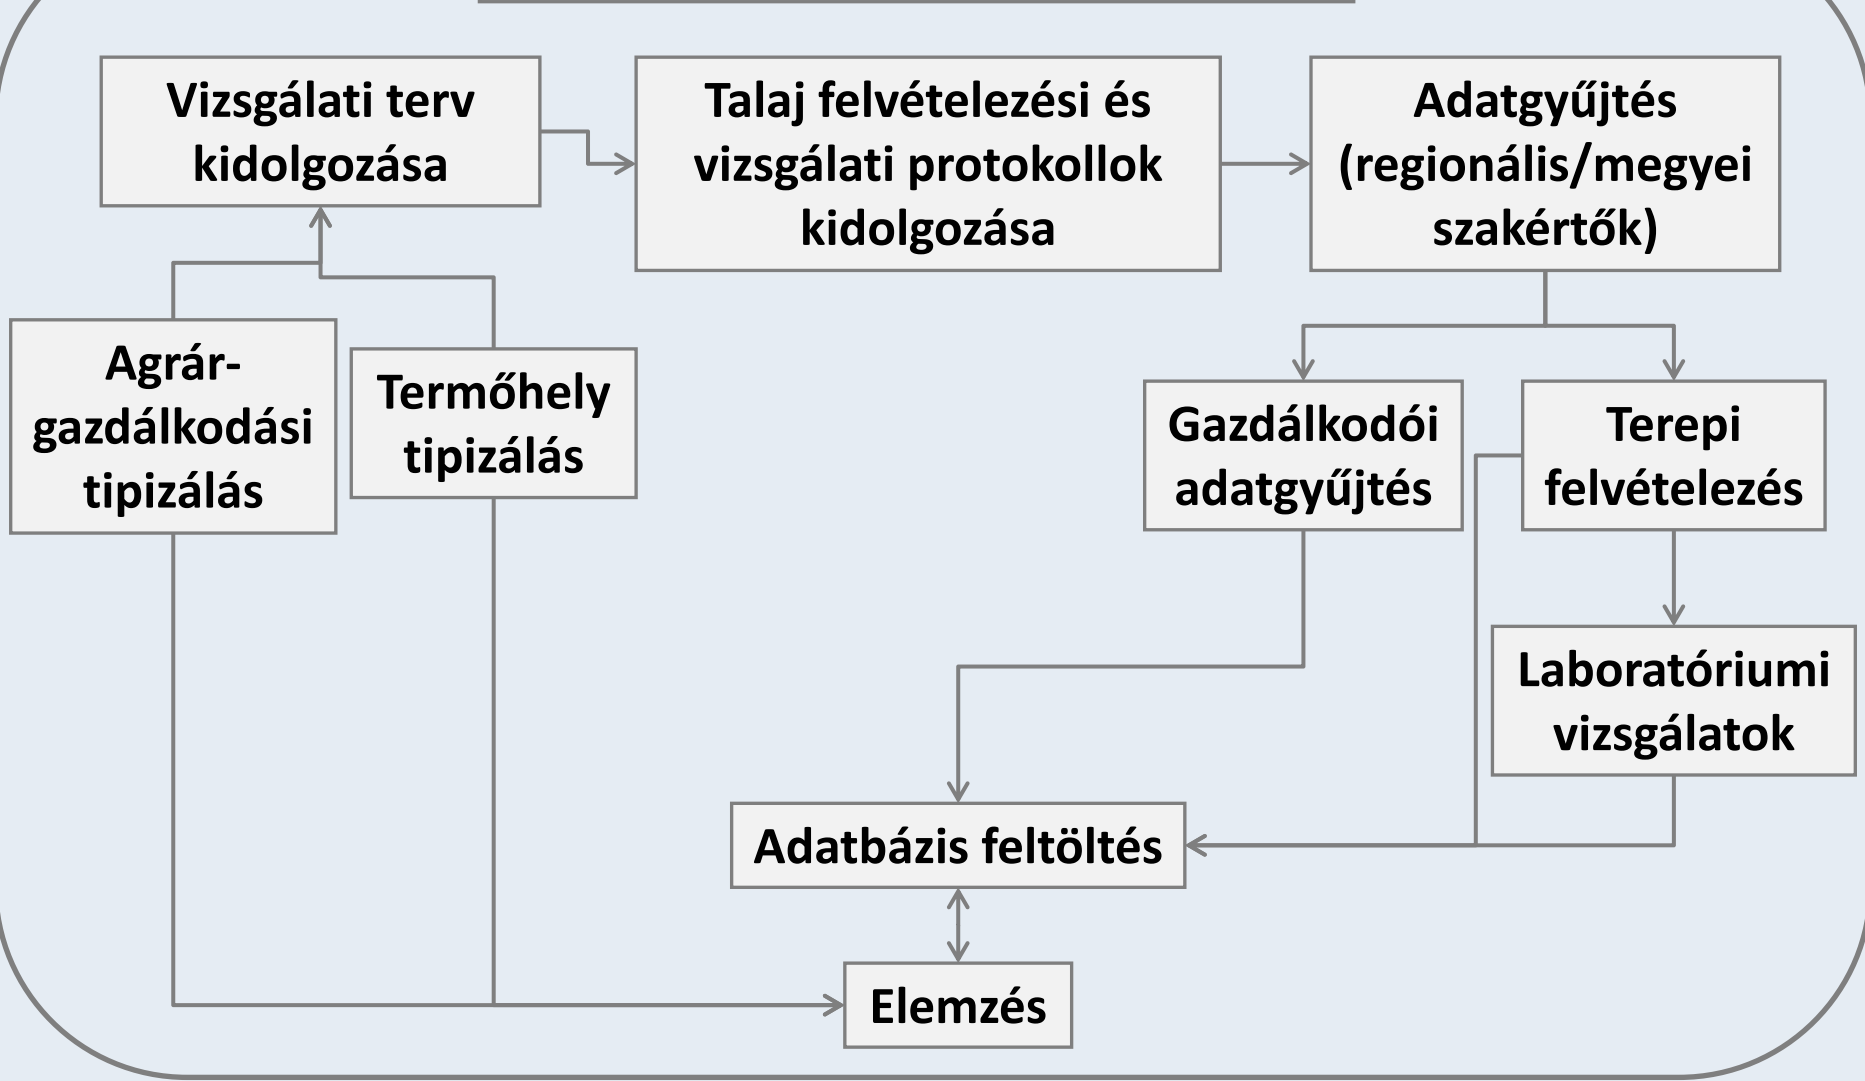 Vizsgálati terv
kidolgozása
Talaj felvételezési és
vizsgálati protokollok
kidolgozása
Adatgyűjtés
(regionális/megyei
szakértők)
Agrár-
gazdálkodási
tipizálás
Termőhely
tipizálás
Gazdálkodói
adatgyűjtés
Terepi
felvételezés
Laboratóriumi
vizsgálatok
Adatbázis feltöltés
Elemzés